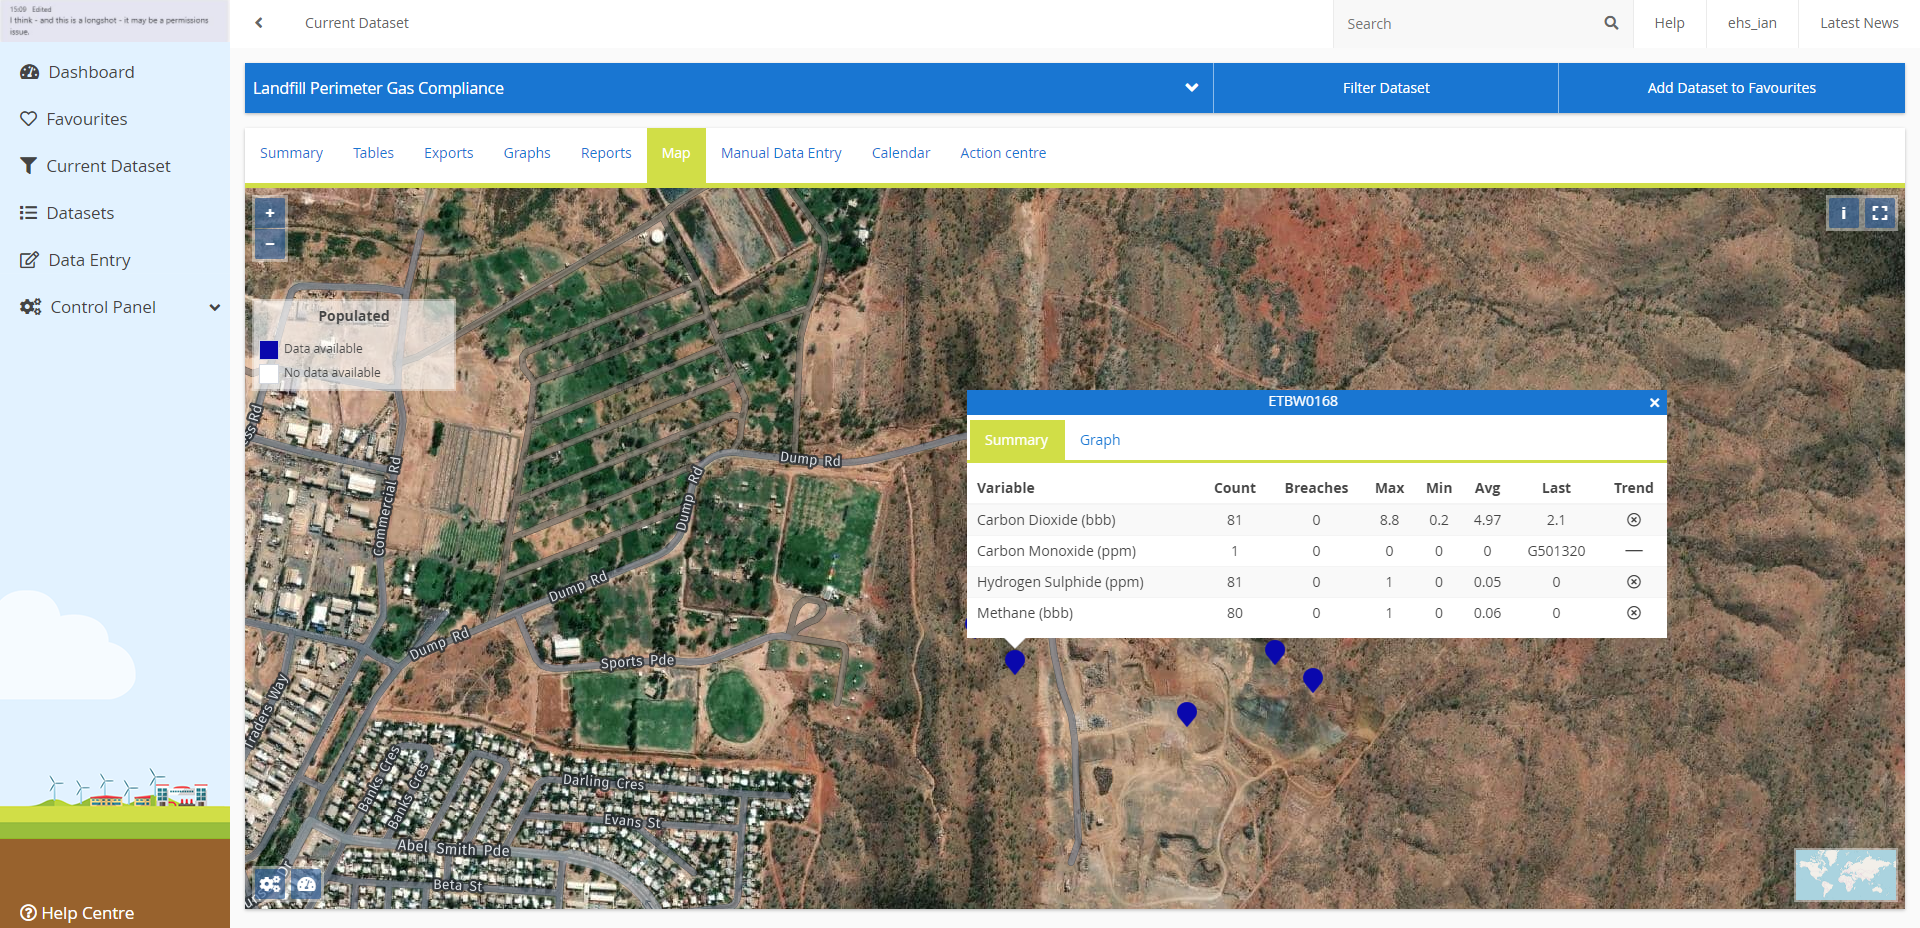 15:09 Edited
I think - and this is a longshot - it may be a permissions
issue.
Current Dataset
Search
Help
ehs_ian
Latest News
Dashboard
Favourites
Current Dataset
Datasets
Data Entry
Control Panel
Help Centre
Landfill Perimeter Gas Compliance
Filter Dataset
Add Dataset to Favourites
Summary Tables Exports Graphs Reports Map Manual Data Entry Calendar Action centre
+
i
−
Populated
Data available
No data available
ETBW0168
×
Summary Graph
Variable Count Breaches Max Min Avg Last Trend
Carbon Dioxide (bbb) 81 0 8.8 0.2 4.97 2.1
Carbon Monoxide (ppm) 1 0 0 0 0 G501320 —
Hydrogen Sulphide (ppm) 81 0 1 0 0.05 0
Methane (bbb) 80 0 1 0 0.06 0
Dump Rd
Commercial Rd
Dump Rd
Dump Rd
Dump Rd
Sports Pde
Traders Way
Banks Cres
Banks Cres
Darling Cres
Evans St
Abel Smith Pde
Beta St